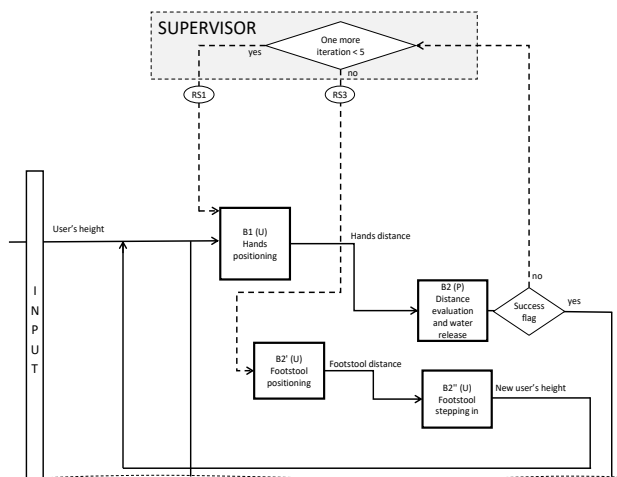 SUPERVISOR
One more
iteration < 5
yes
no
RS1
RS3
User's height
B1 (U)
Hands
positioning
Hands distance
I
N
P
U
T
B2 (P)
Distance
evaluation
and water
release
no
Success
flag
yes
B2' (U)
Footstool
positioning
Footstool distance
B2" (U)
Footstool
stepping in
New user's height